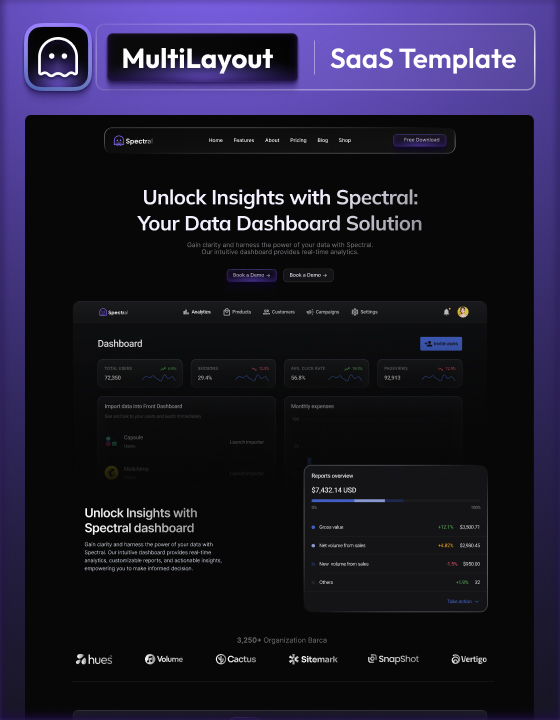 MultiLayout
SaaS Template
Spectral
Home Features About Pricing Blog Shop
Free Download
Unlock Insights with Spectral:
Your Data Dashboard Solution
Gain clarity and harness the power of your data with Spectral.
Our intuitive dashboard provides real-time analytics.
Book a Demo → Book a Demo →
Spectral
Analytics Products Customers Campaigns Settings
Dashboard
TOTAL USERS
72,350
SESSIONS
29.4%
AVG. CLICK RATE
56.8%
PAGEVIEWS
92,913
Import data into Front Dashboard
Monthly expenses
Capsule
Users
Launch importer
Mailchimp
Reports overview
$7,432.14 USD
0% 100%
Gross value +12.1% $3,500.71
Net volume from sales +4.82% $2,980.45
New volume from sales -1.5% $950.00
Others +1.9% 32
Take action →
Unlock Insights with
Spectral dashboard
Gain clarity and harness the power of your data with
Spectral. Our intuitive dashboard provides real-time
analytics, customizable reports, and actionable insights,
empowering you to make informed decision.
3,250+ Organization Barca
hues Volume Cactus Sitemark SnapShot Vertigo